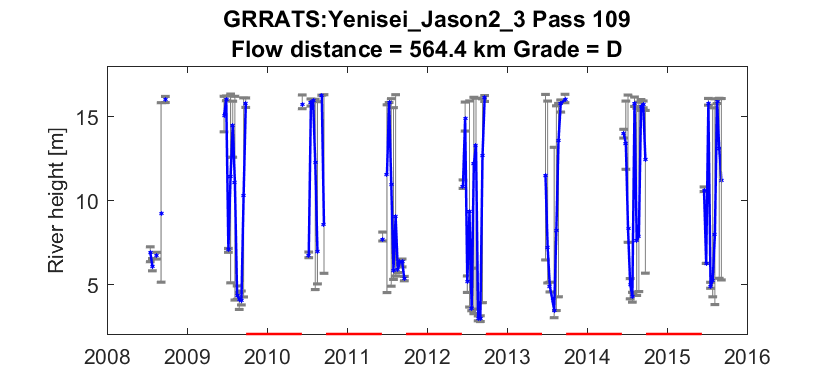 GRRATS:Yenisei_Jason2_3 Pass 109
Flow distance = 564.4 km Grade = D
River height [m]
15
10
5
2008 2009 2010 2011 2012 2013 2014 2015 2016